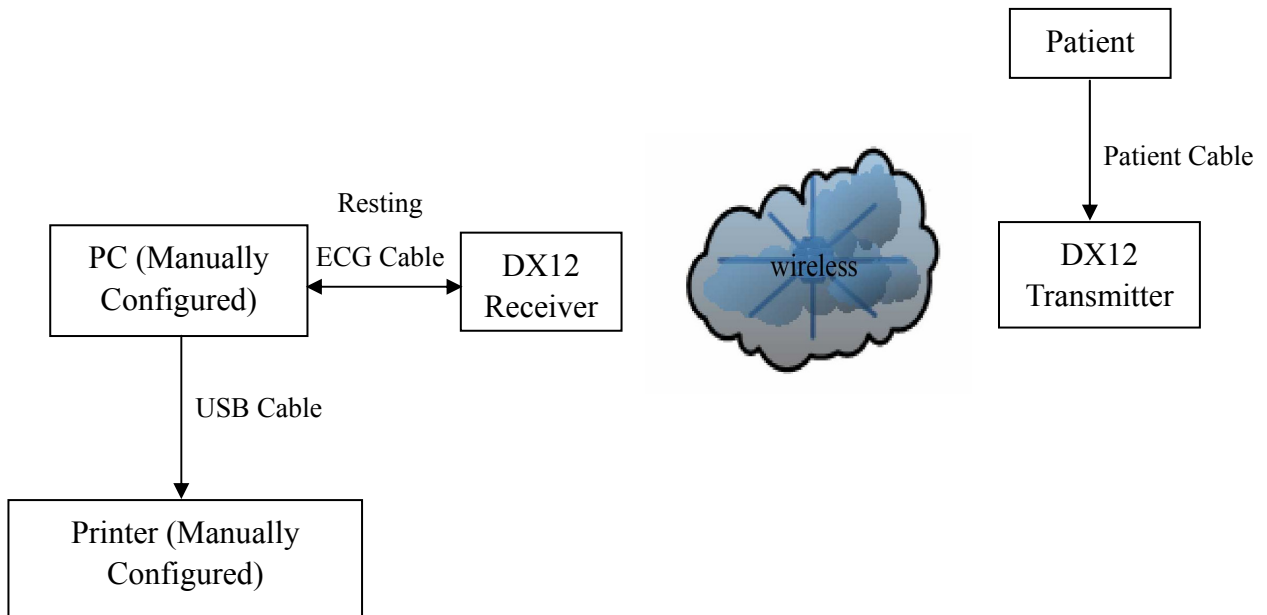 Patient
Patient Cable
Resting
ECG Cable
PC (Manually
Configured)
DX12
Receiver
wireless
DX12
Transmitter
USB Cable
Printer (Manually
Configured)